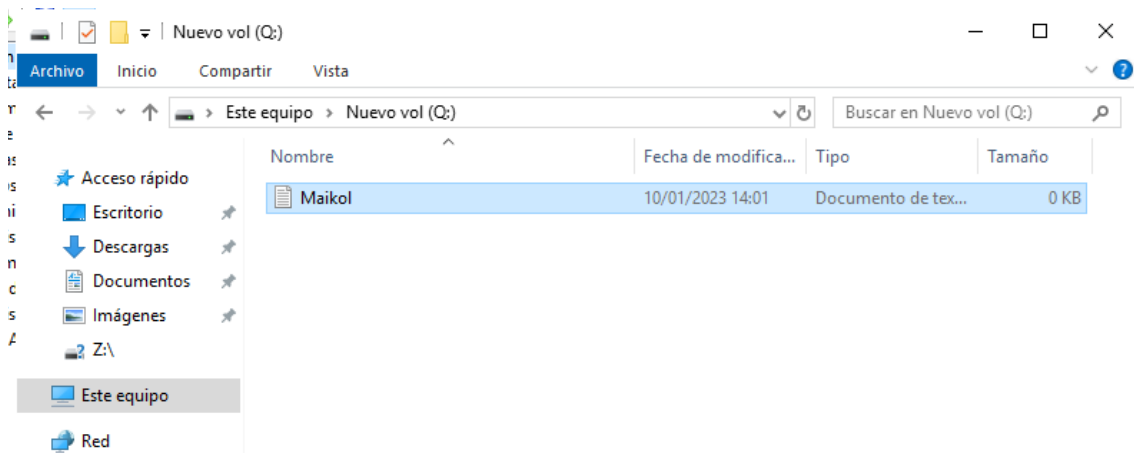 Nuevo vol (Q:)
Archivo Inicio Compartir Vista
Este equipo > Nuevo vol (Q:) Buscar en Nuevo vol (Q:)
Nombre Fecha de modifica... Tipo Tamaño
Acceso rápido
Maikol 10/01/2023 14:01 Documento de tex... 0 KB
Escritorio
Descargas
Documentos
Imágenes
Z:\
Este equipo
Red